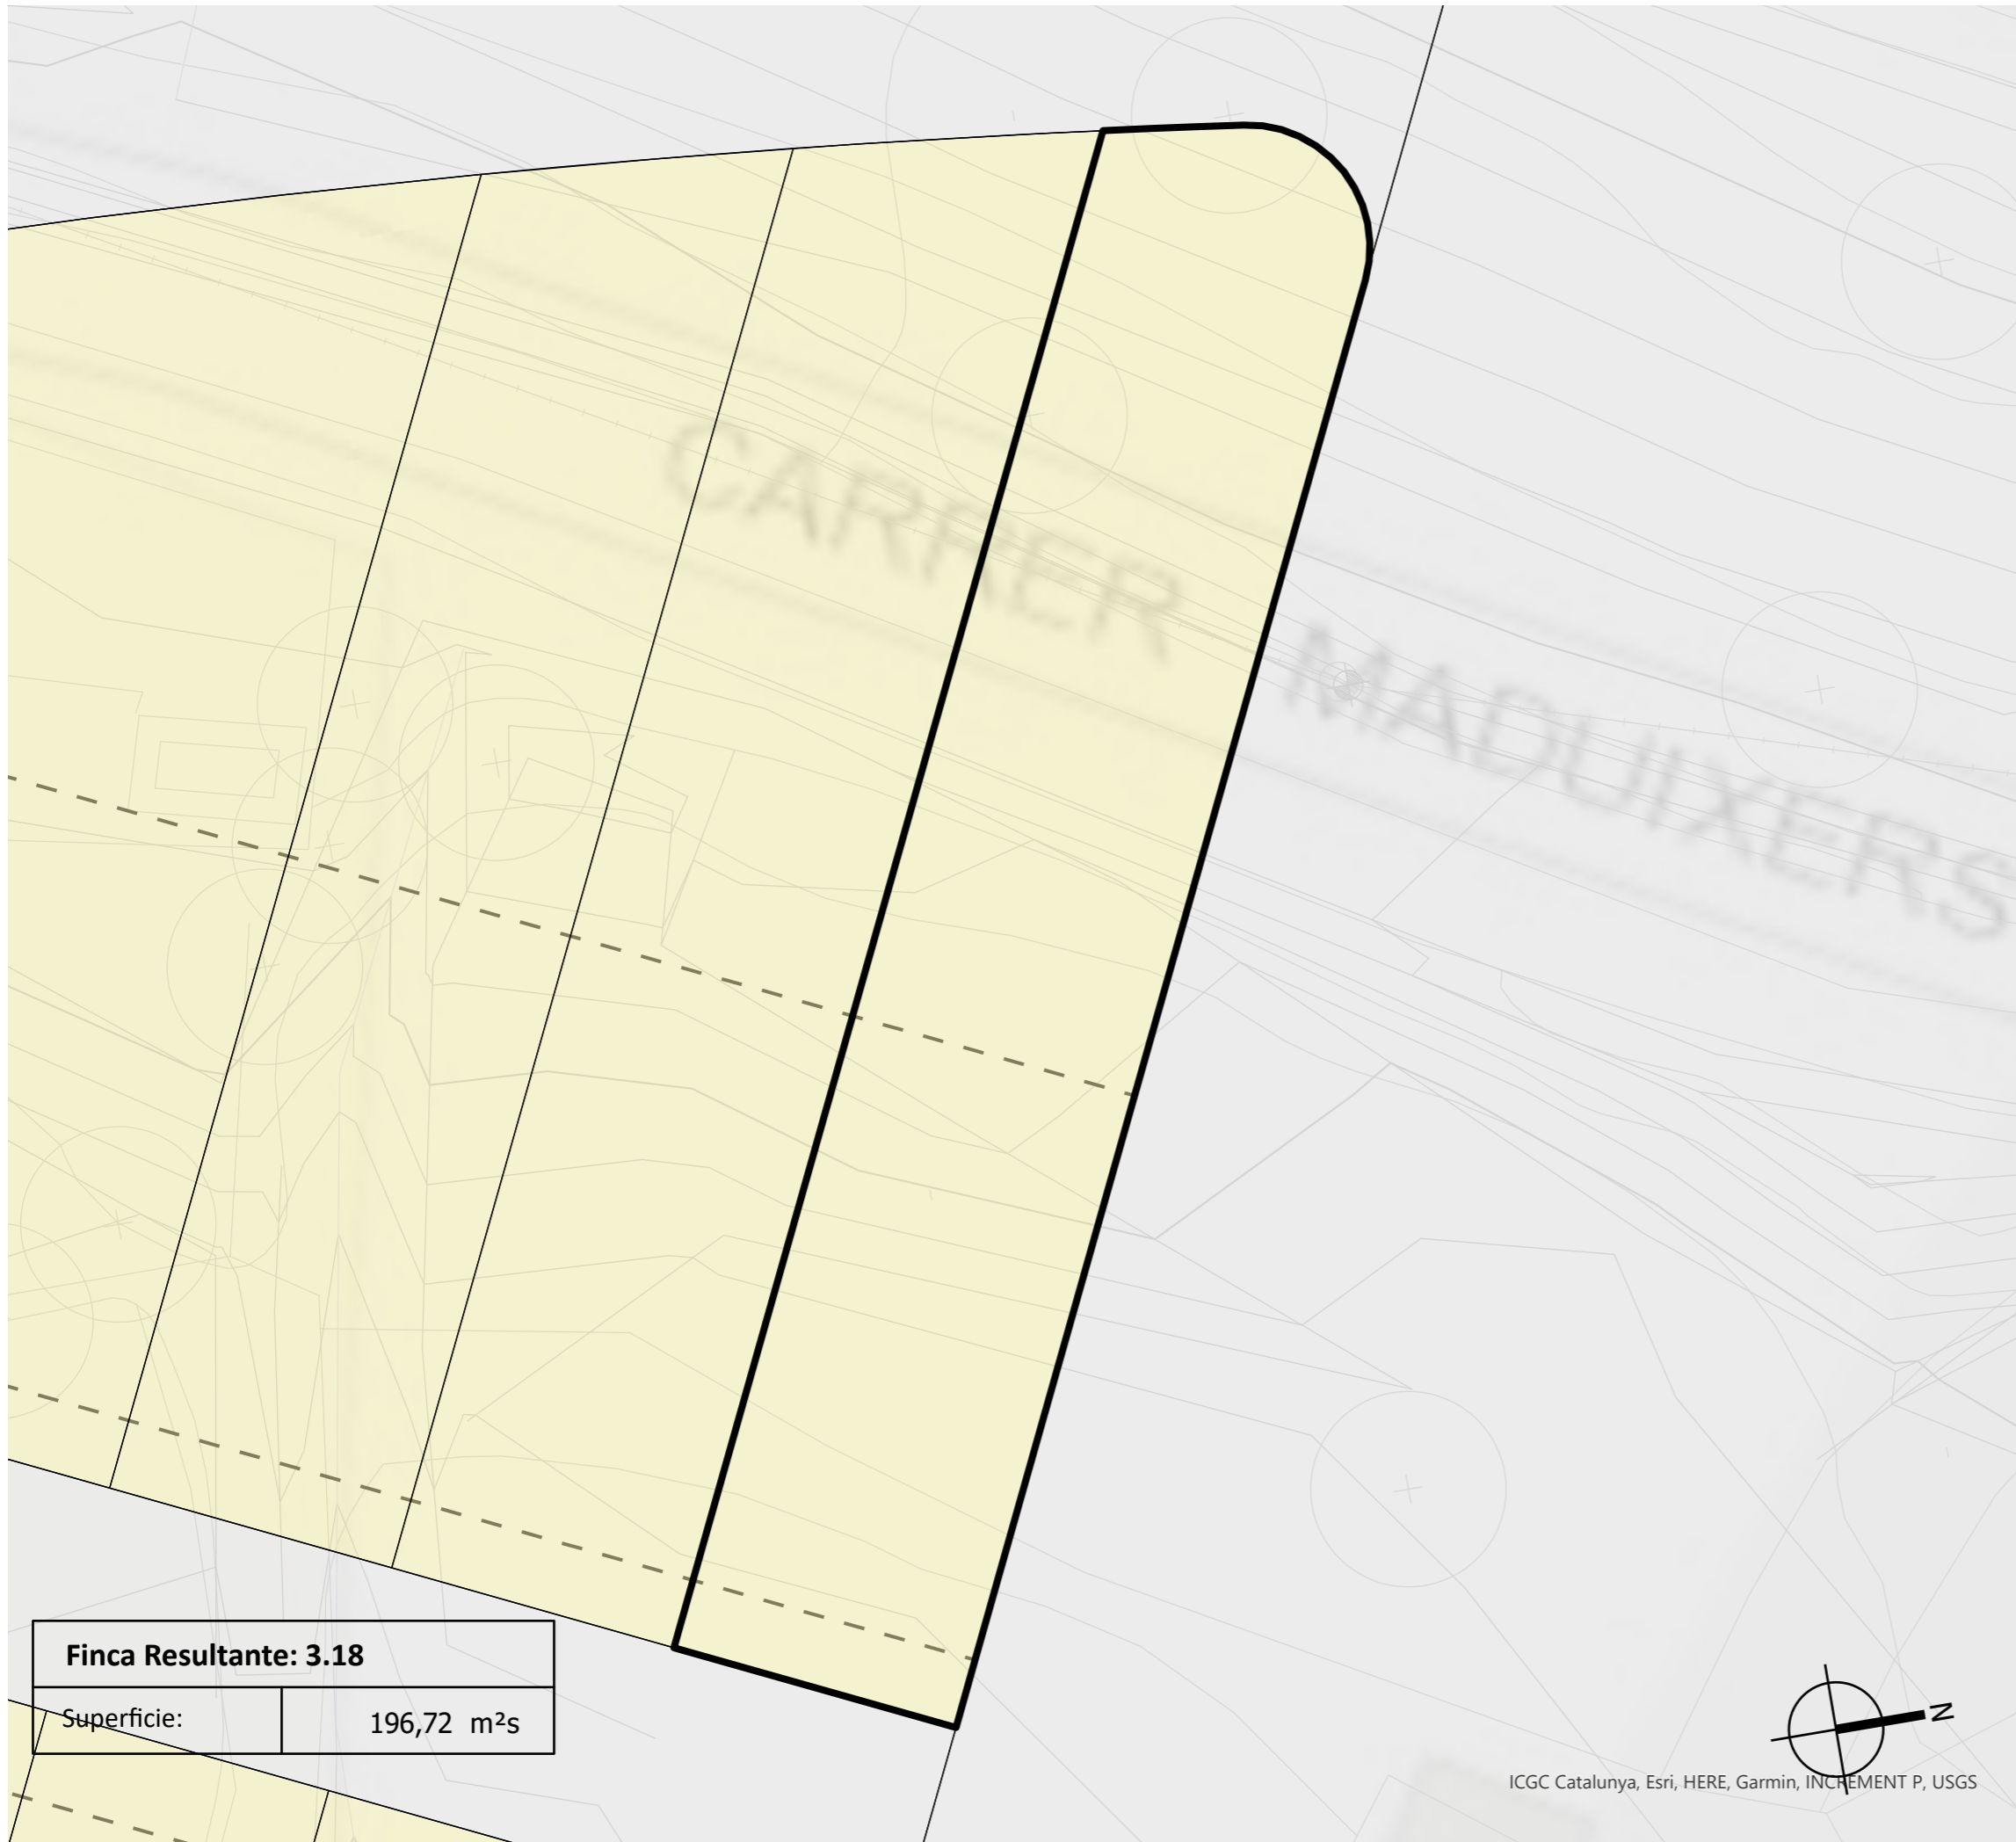 CARRER MADUIXERS
Finca Resultante: 3.18
Superficie: 196,72 m²s
N
ICGC Catalunya, Esri, HERE, Garmin, INCREMENT P, USGS